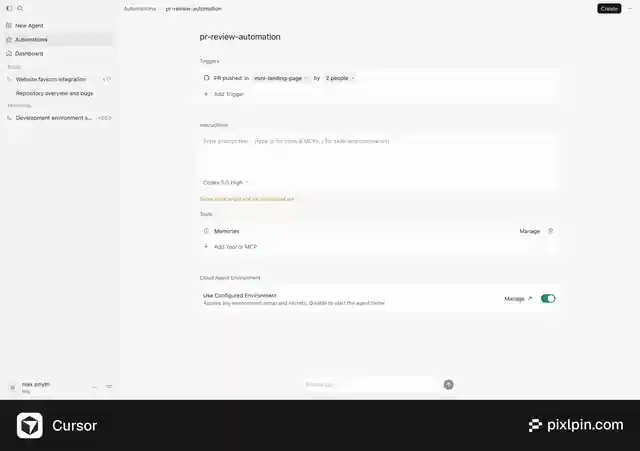 Automations › pr-review-automation
Create
New Agent
Automations
Dashboard
Website favicon integration
Repository overview and bugs
Development environment s...
pr-review-automation
Triggers
PR pushed in mini-landing-page by 2 people
+ Add Trigger
Instructions
Codex 5.3 High
Tools
Memories
Manage
+ Add Tool or MCP
Cloud Agent Environment
Use Configured Environment
Manage ↗
Follow up
Cursor
pixlpin.com